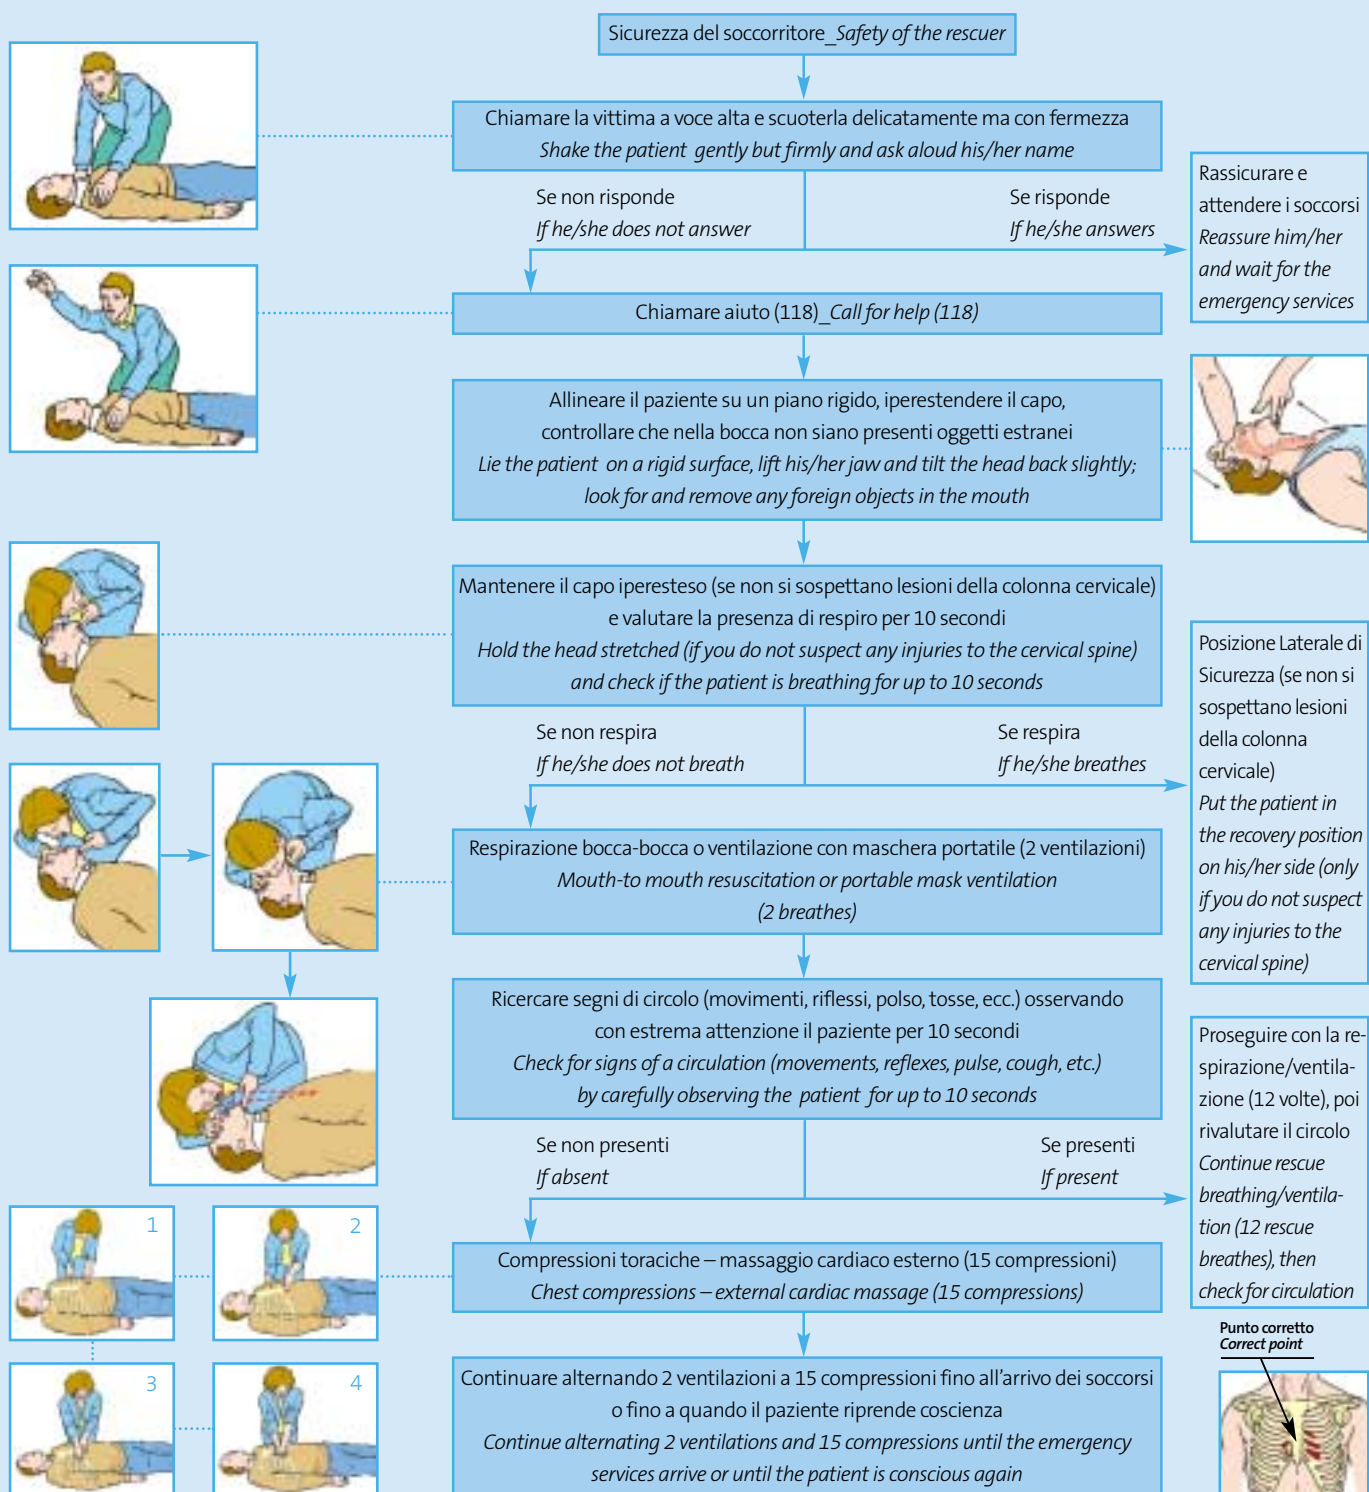 Sicurezza del soccorritore_Safety of the rescuer
Chiamare la vittima a voce alta e scuoterla delicatamente ma con fermezza
Shake the patient gently but firmly and ask aloud his/her name
Se non risponde
If he/she does not answer
Se risponde
If he/she answers
Rassicurare e
attendere i soccorsi
Reassure him/her
and wait for the
emergency services
Chiamare aiuto (118)_Call for help (118)
Allineare il paziente su un piano rigido, iperestendere il capo,
controllare che nella bocca non siano presenti oggetti estranei
Lie the patient on a rigid surface, lift his/her jaw and tilt the head back slightly;
look for and remove any foreign objects in the mouth
Mantenere il capo iperesteso (se non si sospettano lesioni della colonna cervicale)
e valutare la presenza di respiro per 10 secondi
Hold the head stretched (if you do not suspect any injuries to the cervical spine)
and check if the patient is breathing for up to 10 seconds
Se non respira
If he/she does not breath
Se respira
If he/she breathes
Posizione Laterale di
Sicurezza (se non si
sospettano lesioni
della colonna
cervicale)
Put the patient in
the recovery position
on his/her side (only
if you do not suspect
any injuries to the
cervical spine)
Respirazione bocca-bocca o ventilazione con maschera portatile (2 ventilazioni)
Mouth-to mouth resuscitation or portable mask ventilation
(2 breathes)
Ricercare segni di circolo (movimenti, riflessi, polso, tosse, ecc.) osservando
con estrema attenzione il paziente per 10 secondi
Check for signs of a circulation (movements, reflexes, pulse, cough, etc.)
by carefully observing the patient for up to 10 seconds
Se non presenti
If absent
Se presenti
If present
Proseguire con la re-
spirazione/ventila-
zione (12 volte), poi
rivalutare il circolo
Continue rescue
breathing/ventila-
tion (12 rescue
breathes), then
check for circulation
1
2
Compressioni toraciche – massaggio cardiaco esterno (15 compressioni)
Chest compressions – external cardiac massage (15 compressions)
Punto corretto
Correct point
3
4
Continuare alternando 2 ventilazioni a 15 compressioni fino all'arrivo dei soccorsi
o fino a quando il paziente riprende coscienza
Continue alternating 2 ventilations and 15 compressions until the emergency
services arrive or until the patient is conscious again